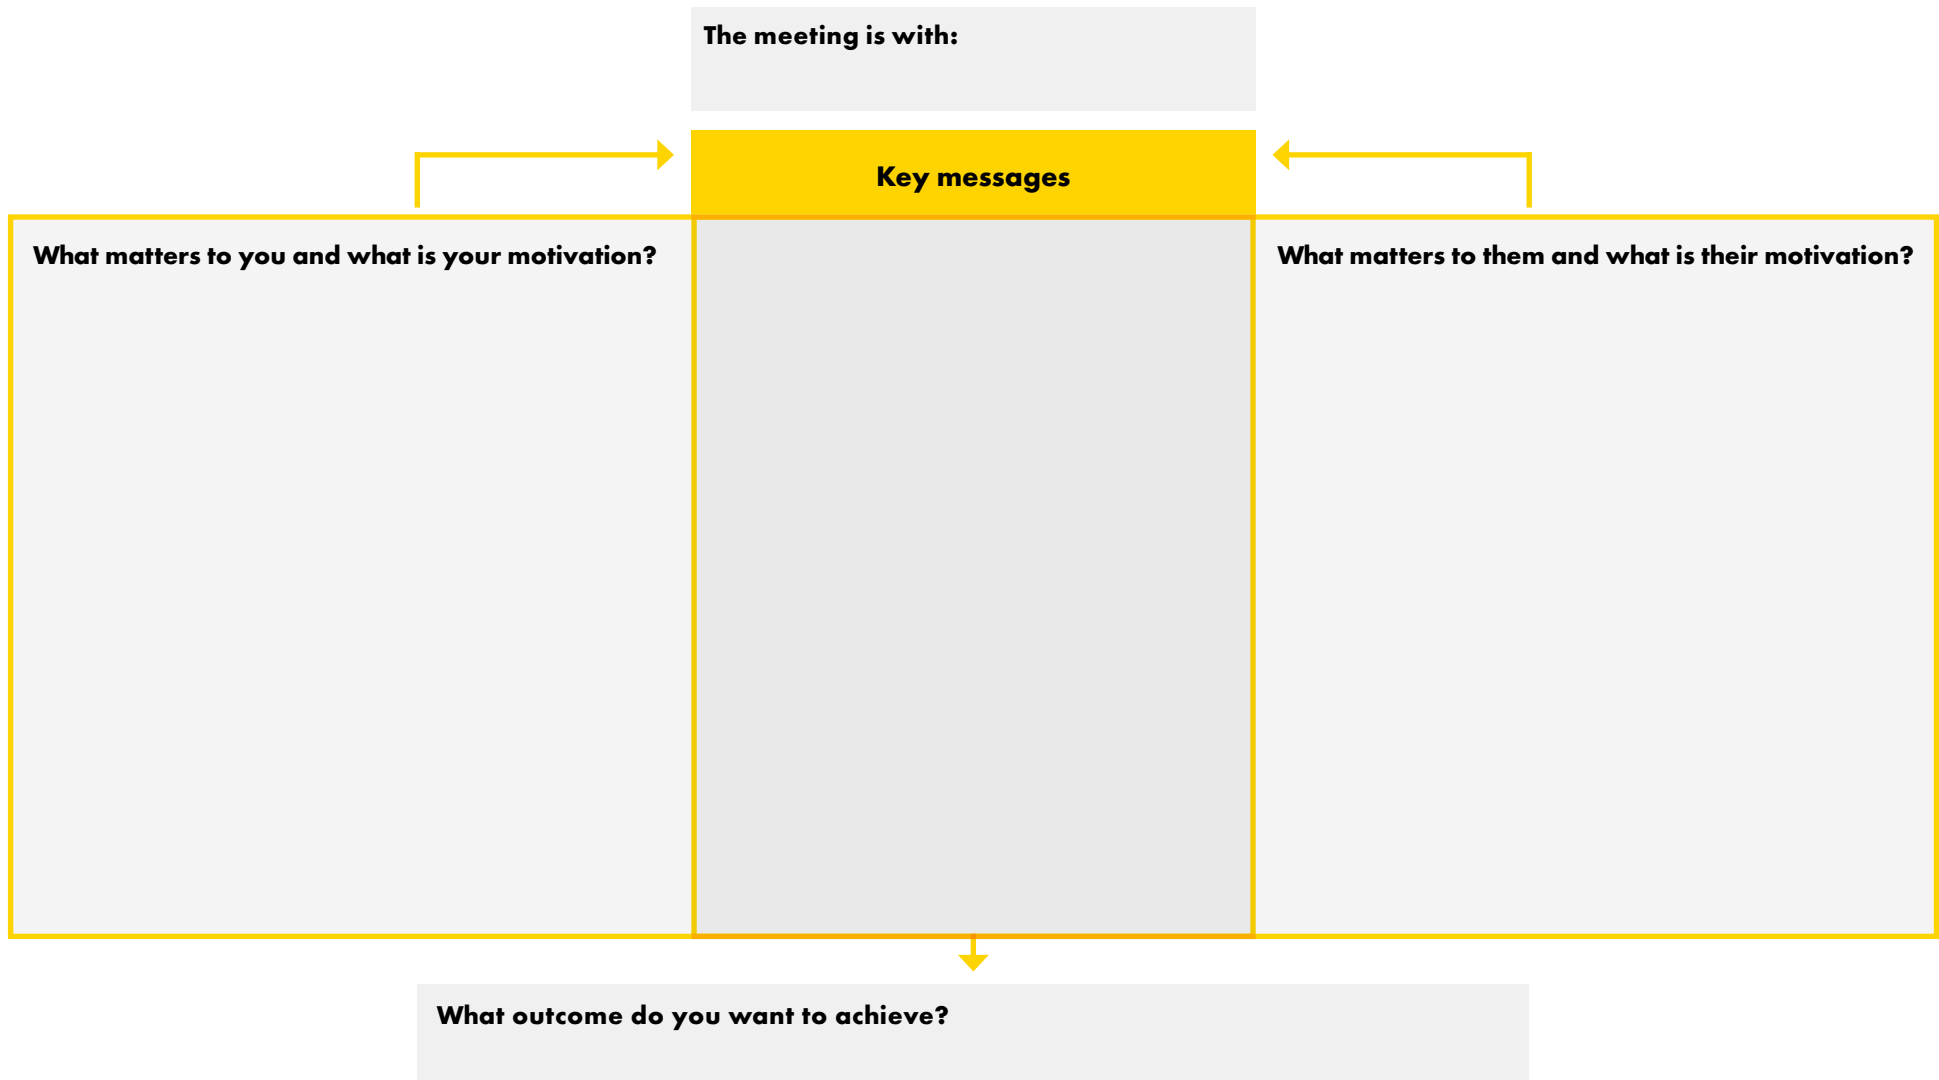 The meeting is with:
Key messages
What matters to you and what is your motivation?
What matters to them and what is their motivation?
What outcome do you want to achieve?